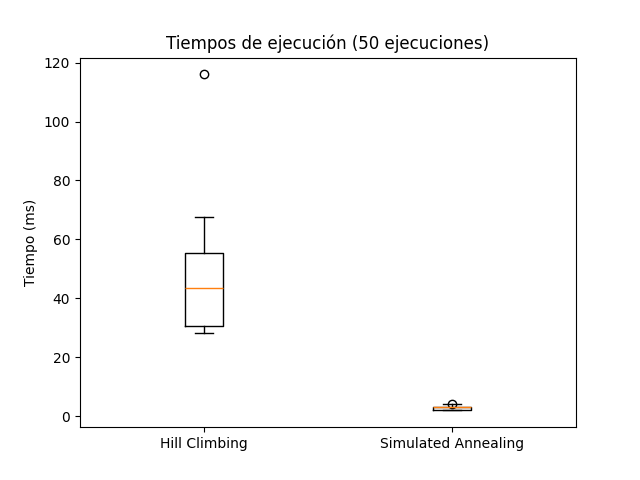 Tiempos de ejecución (50 ejecuciones)
Tiempo (ms)
120
100
80
60
40
20
0
Hill Climbing
Simulated Annealing